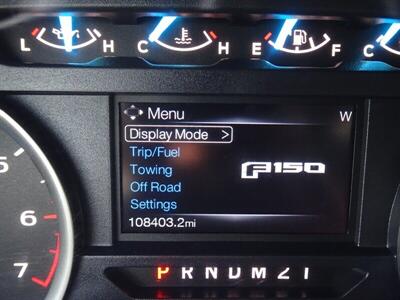 L H C H E F C
Menu W
Display Mode >
Trip/Fuel
Towing
F150
Off Road
Settings
108403.2mi
5
6
7
P R N D M 2 1